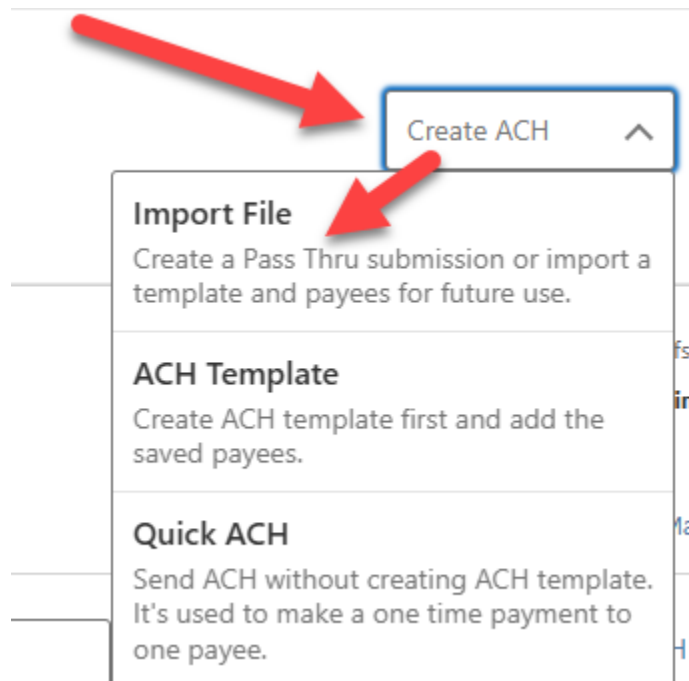 Create ACH
Import File
Create a Pass Thru submission or import a
template and payees for future use.
ACH Template
Create ACH template first and add the
saved payees.
Quick ACH
Send ACH without creating ACH template.
It's used to make a one time payment to
one payee.